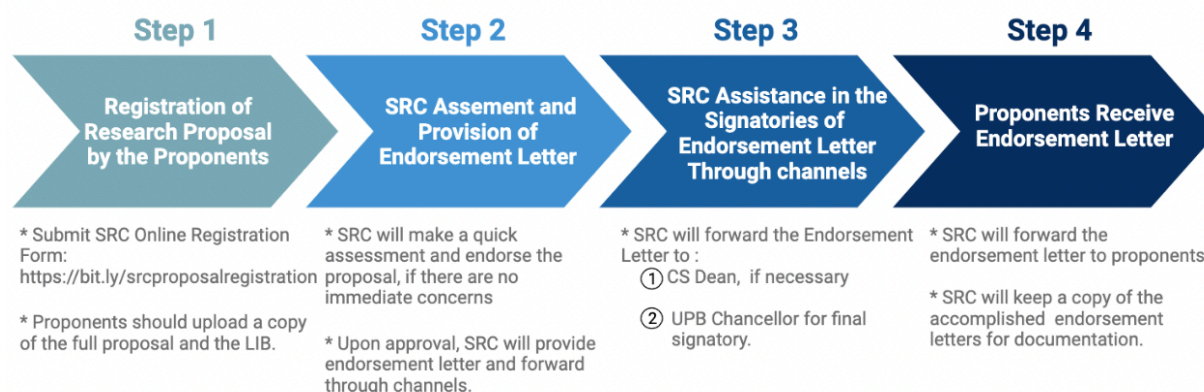 Step 1
Registration of
Research Proposal
by the Proponents
* Submit SRC Online Registration
Form:
https://bit.ly/srcproposalregistration
* Proponents should upload a copy
of the full proposal and the LIB.
Step 2
SRC Assement and
Provision of
Endorsement Letter
* SRC will make a quick
assessment and endorse the
proposal, if there are no
immediate concerns
* Upon approval, SRC will provide
endorsement letter and forward
through channels.
Step 3
SRC Assistance in the
Signatories of
Endorsement Letter
Through channels
* SRC will forward the Endorsement
Letter to :
1 CS Dean, if necessary
2 UPB Chancellor for final
signatory.
Step 4
Proponents Receive
Endorsement Letter
* SRC will forward the
endorsement letter to proponents
* SRC will keep a copy of the
accomplished endorsement
letters for documentation.